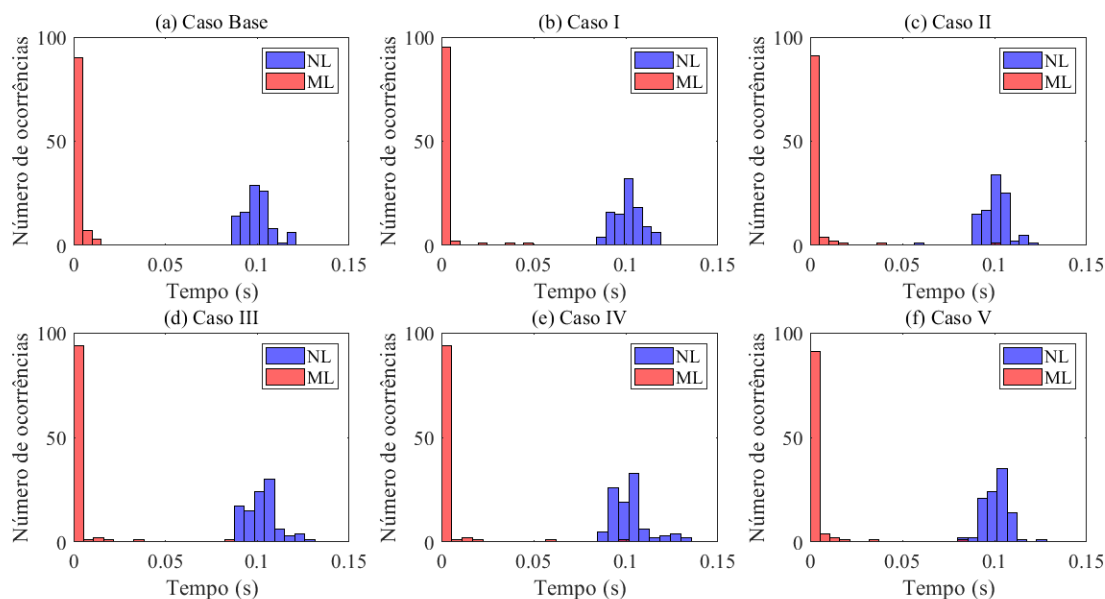 (a) Caso Base
Número de ocorrências
100
50
0
NL
ML
0
0.05
0.1
0.15
Tempo (s)
(b) Caso I
Número de ocorrências
100
50
0
NL
ML
0
0.05
0.1
0.15
Tempo (s)
(c) Caso II
Número de ocorrências
100
50
0
NL
ML
0
0.05
0.1
0.15
Tempo (s)
(d) Caso III
Número de ocorrências
100
50
0
NL
ML
0
0.05
0.1
0.15
Tempo (s)
(e) Caso IV
Número de ocorrências
100
50
0
NL
ML
0
0.05
0.1
0.15
Tempo (s)
(f) Caso V
Número de ocorrências
100
50
0
NL
ML
0
0.05
0.1
0.15
Tempo (s)